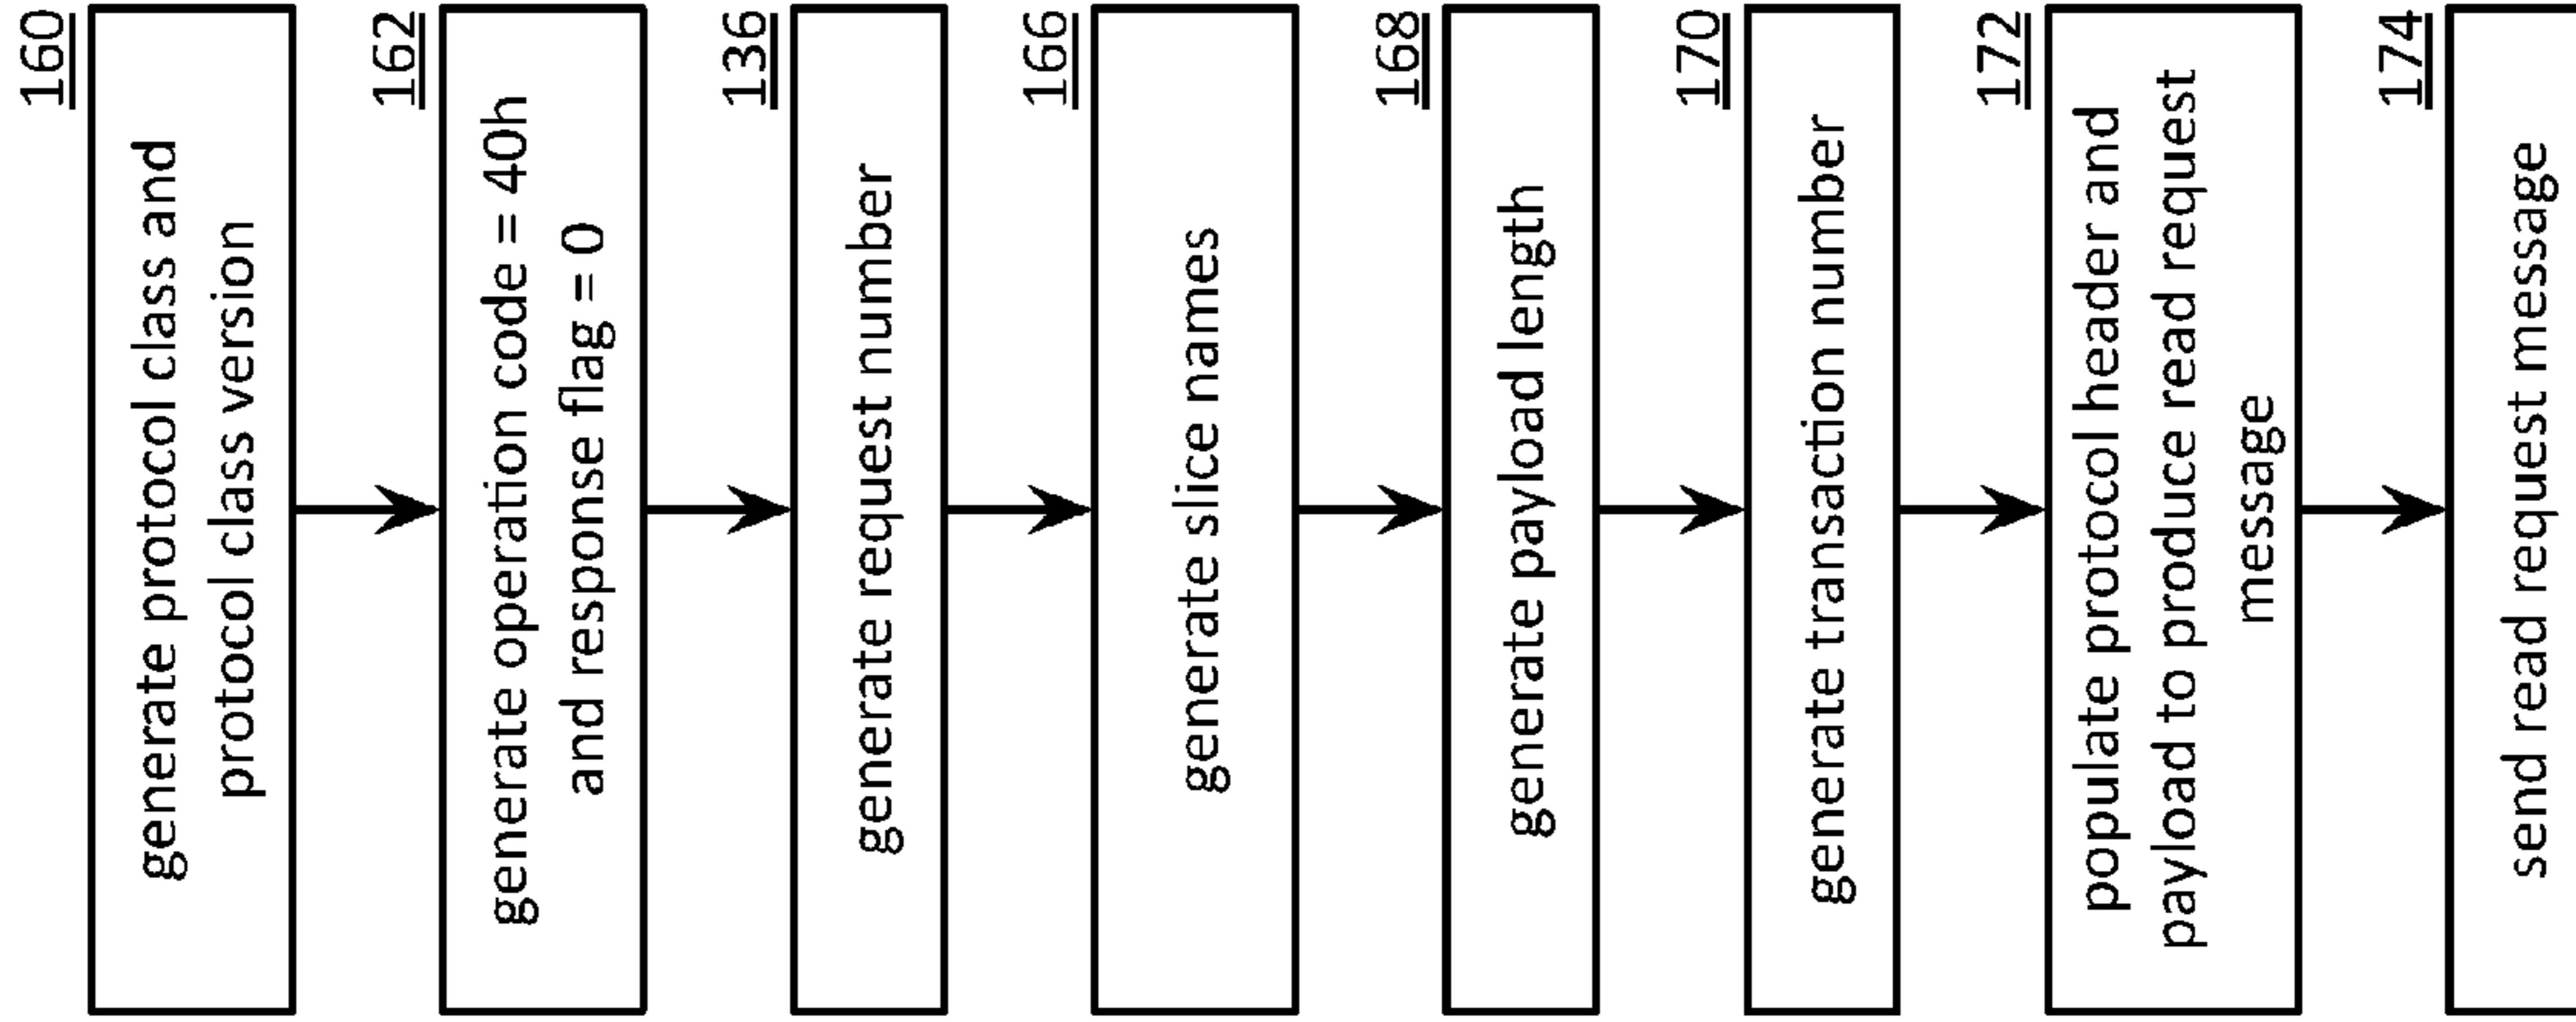 160
generate protocol class and
protocol class version
162
generate operation code = 40h
and response flag = 0
136
generate request number
166
generate slice names
168
generate payload length
170
generate transaction number
172
populate protocol header and
payload to produce read request
message
174
send read request message